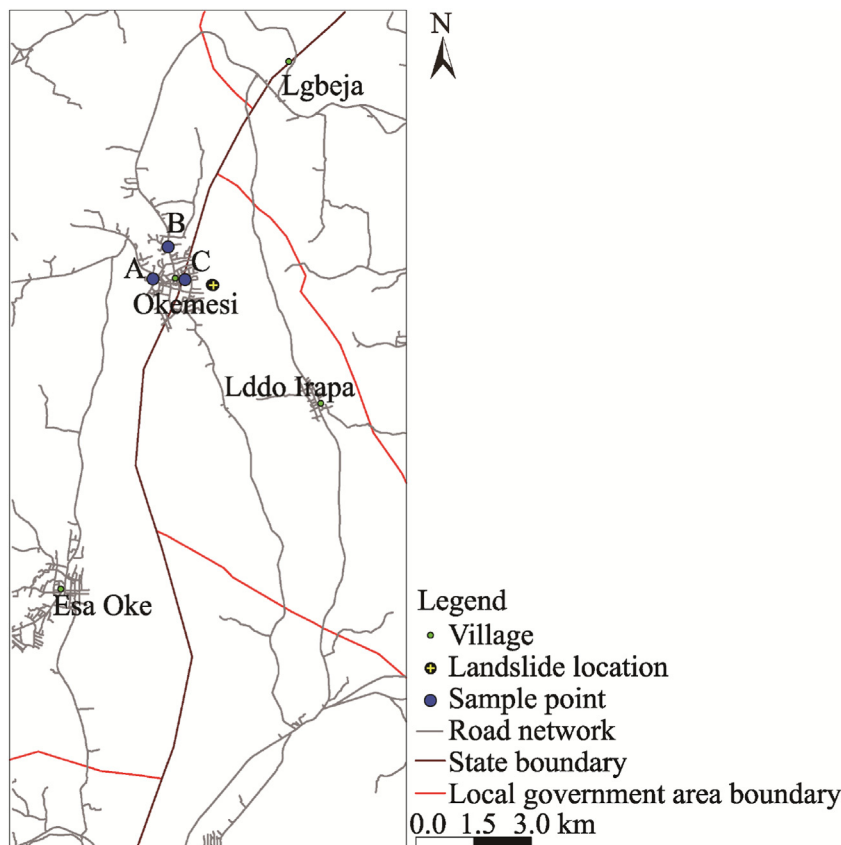 N
Lgbeja
B
A
C
Okemesi
Lddo Irapa
Esa Oke
Legend
Village
Landslide location
Sample point
Road network
State boundary
Local government area boundary
0.0 1.5 3.0 km